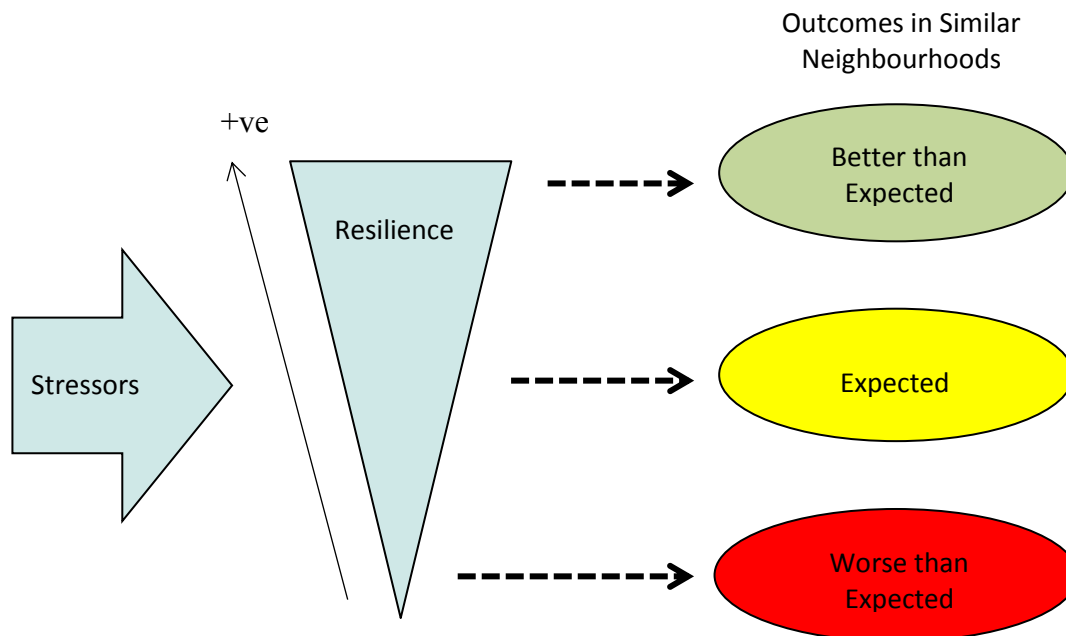 Outcomes in Similar
Neighbourhoods
+ve
Better than
Expected
Resilience
Stressors
Expected
Worse than
Expected